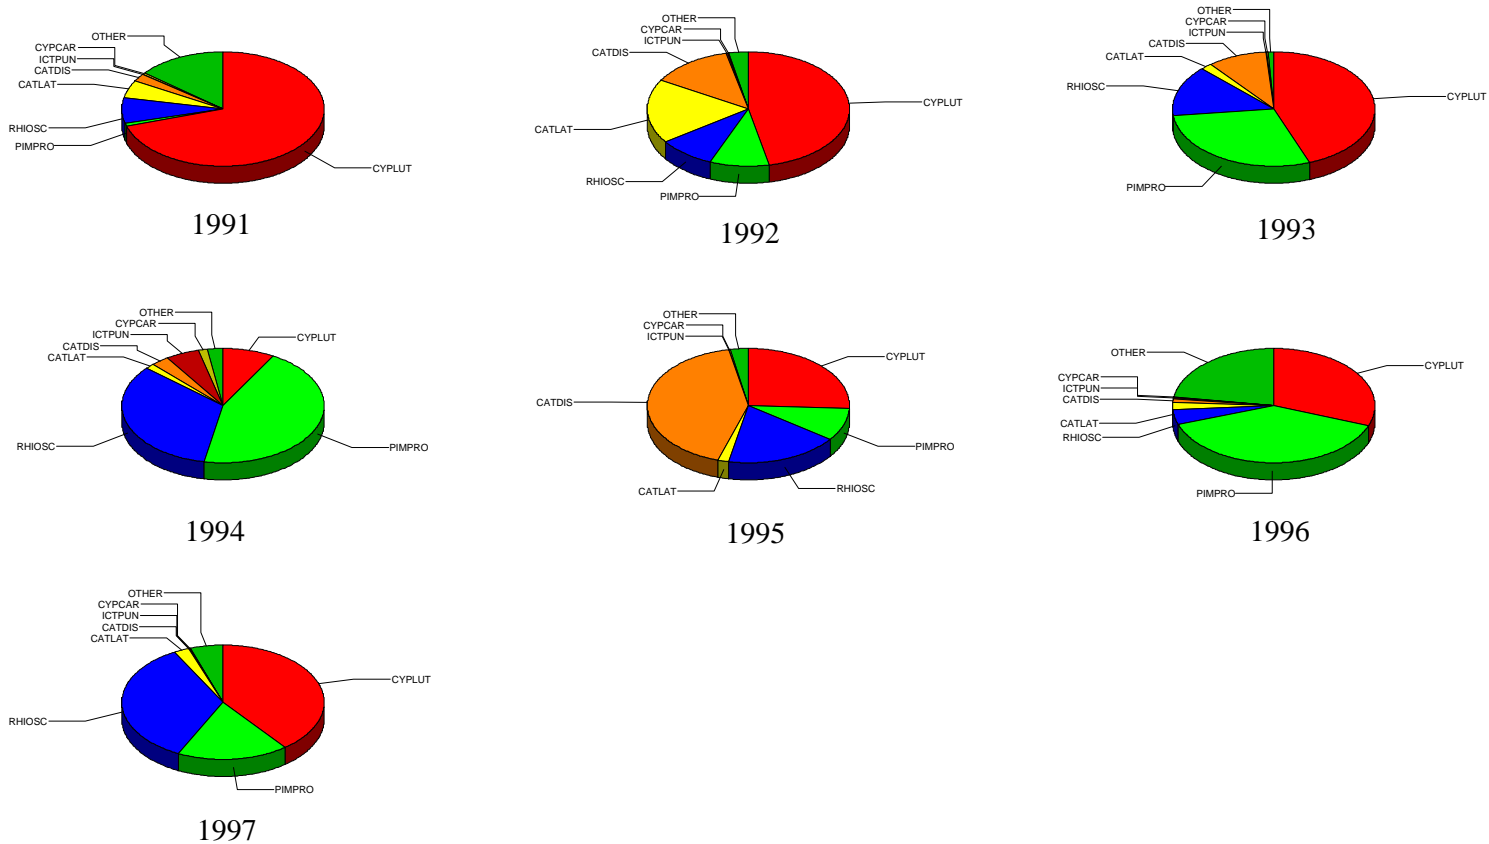 OTHER
CYPCAR
ICTPUN
CATDIS
CATLAT
RHIOSC
PIMPRO
CYPLUT
1991
OTHER
CYPCAR
ICTPUN
CATDIS
CYPLUT
CATLAT
RHIOSC
PIMPRO
1992
OTHER
CYPCAR
ICTPUN
CATDIS
CATLAT
RHIOSC
CYPLUT
PIMPRO
1993
OTHER
CYPCAR
ICTPUN
CYPLUT
CATDIS
CATLAT
RHIOSC
PIMPRO
1994
OTHER
CYPCAR
ICTPUN
CYPLUT
CATDIS
PIMPRO
RHIOSC
CATLAT
1995
OTHER
CYPLUT
CYPCAR
ICTPUN
CATDIS
CATLAT
RHIOSC
PIMPRO
1996
OTHER
CYPCAR
ICTPUN
CATDIS
CATLAT
CYPLUT
RHIOSC
PIMPRO
1997